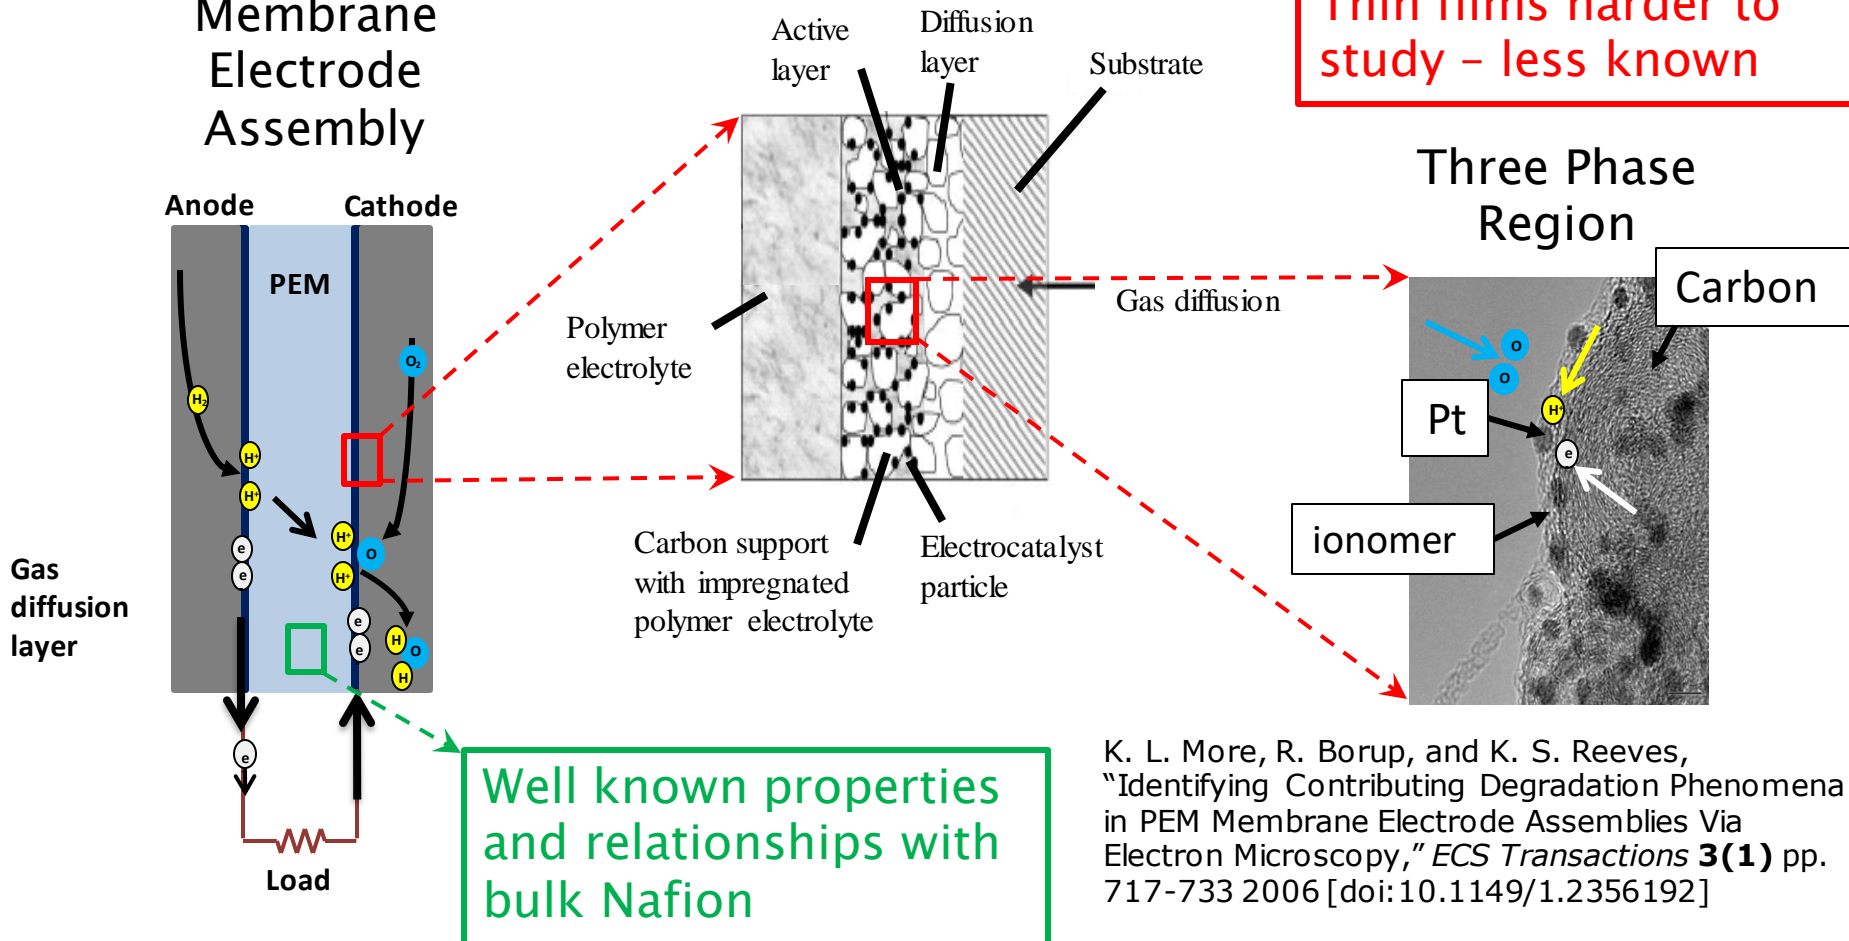 Membrane
Electrode
Assembly
Anode
Cathode
PEM
O₂
H₂
H⁺
H⁺
H⁺
H⁺
O
e
e
e
e
H
O
H
e
Gas
diffusion
layer
Load
Active
layer
Diffusion
layer
Substrate
Polymer
electrolyte
Gas diffusion
Carbon support
with impregnated
polymer electrolyte
Electrocatalyst
particle
Thin films harder to
study – less known
Three Phase
Region
Carbon
O
O
H⁺
Pt
e
ionomer
Well known properties
and relationships with
bulk Nafion
K. L. More, R. Borup, and K. S. Reeves,
“Identifying Contributing Degradation Phenomena
in PEM Membrane Electrode Assemblies Via
Electron Microscopy,” ECS Transactions 3(1) pp.
717-733 2006 [doi:10.1149/1.2356192]